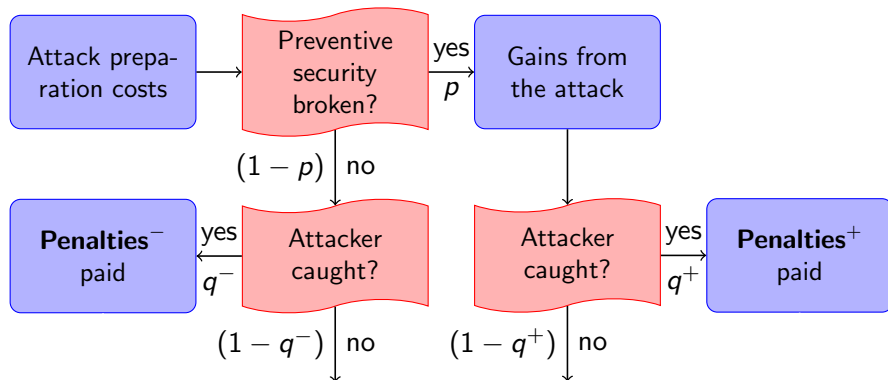 Attack prepa-
ration costs
Preventive
security
broken?
yes
p
Gains from
the attack
(1 − p) no
Penalties⁻
paid
yes
q⁻
Attacker
caught?
Attacker
caught?
yes
q⁺
Penalties⁺
paid
(1 − q⁻) no
(1 − q⁺) no